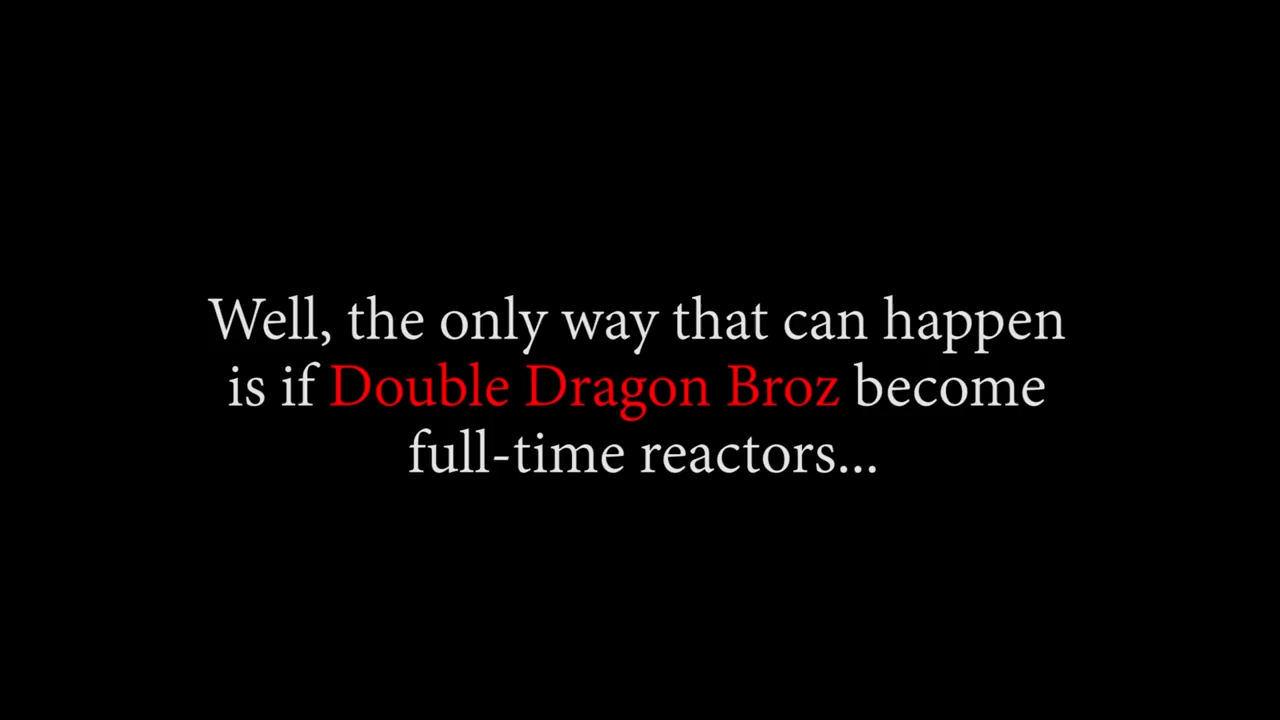 Well, the only way that can happen
is if Double Dragon Broz become
full-time reactors...